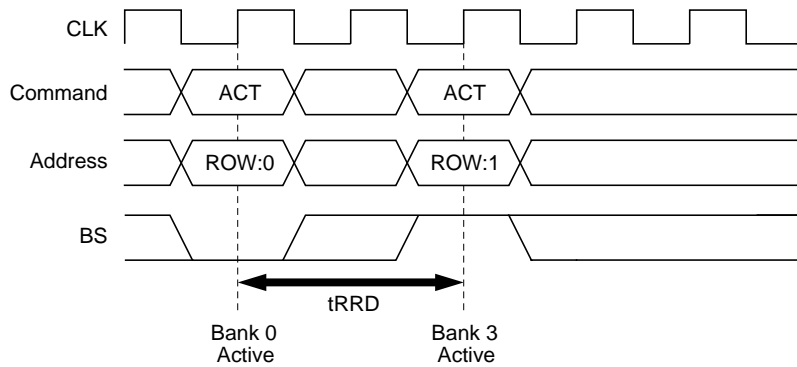 CLK
Command
ACT
ACT
Address
ROW:0
ROW:1
BS
tRRD
Bank 0
Active
Bank 3
Active